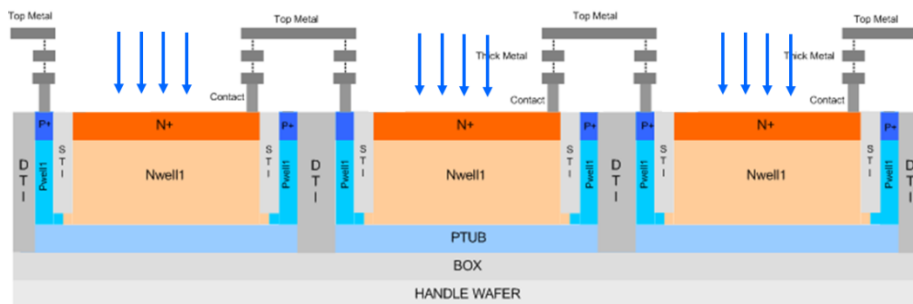 Top Metal
Top Metal
Top Metal
Top Metal
Thick Metal
Thick Metal
Contact
Contact
Contact
P+
N+
P+
N+
P+
N+
P+
DTI
Pwell1
STI
Nwell1
STI
Pwell1
DTI
Pwell1
STI
Nwell1
STI
Pwell1
DTI
Pwell1
STI
Nwell1
STI
Pwell1
DTI
PTUB
BOX
HANDLE WAFER